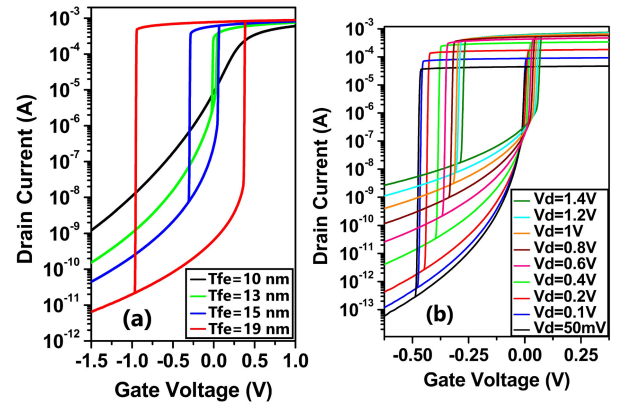 (a)
10⁻³
10⁻⁴
10⁻⁵
10⁻⁶
10⁻⁷
10⁻⁸
10⁻⁹
10⁻¹⁰
10⁻¹¹
10⁻¹²
Drain Current (A)
-1.5 -1.0 -0.5 0.0 0.5 1.0
Gate Voltage (V)
Tfe=10 nm
Tfe=13 nm
Tfe=15 nm
Tfe=19 nm
(a)
(b)
10⁻³
10⁻⁴
10⁻⁵
10⁻⁶
10⁻⁷
10⁻⁸
10⁻⁹
10⁻¹⁰
10⁻¹¹
10⁻¹²
10⁻¹³
Drain Current (A)
-0.50 -0.25 0.00 0.25
Gate Voltage (V)
Vd=1.4V
Vd=1.2V
Vd=1V
Vd=0.8V
Vd=0.6V
Vd=0.4V
Vd=0.2V
Vd=0.1V
Vd=50mV
(b)